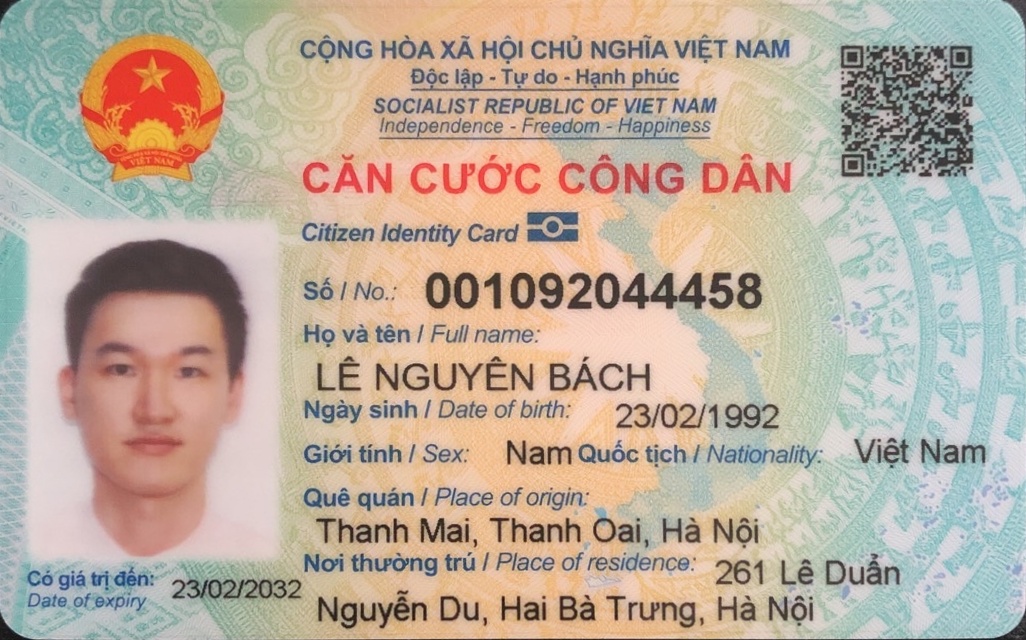 CỘNG HÒA XÃ HỘI CHỦ NGHĨA VIỆT NAM
Độc lập - Tự do - Hạnh phúc
SOCIALIST REPUBLIC OF VIET NAM
Independence - Freedom - Happiness
CĂN CƯỚC CÔNG DÂN
Citizen Identity Card
Số / No.: 001092044458
Họ và tên / Full name:
LÊ NGUYÊN BÁCH
Ngày sinh / Date of birth: 23/02/1992
Giới tính / Sex: Nam Quốc tịch / Nationality: Việt Nam
Quê quán / Place of origin:
Thanh Mai, Thanh Oai, Hà Nội
Nơi thường trú / Place of residence: 261 Lê Duẩn
Nguyễn Du, Hai Bà Trưng, Hà Nội
Có giá trị đến: 23/02/2032
Date of expiry
VIỆT NAM